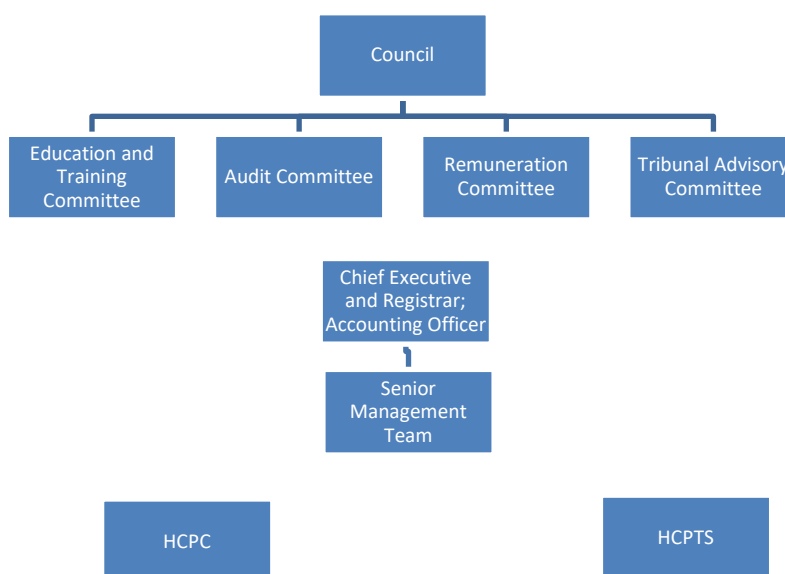 Council
Education and
Training
Committee
Audit Committee
Remuneration
Committee
Tribunal Advisory
Committee
Chief Executive
and Registrar;
Accounting Officer
Senior
Management
Team
HCPC
HCPTS